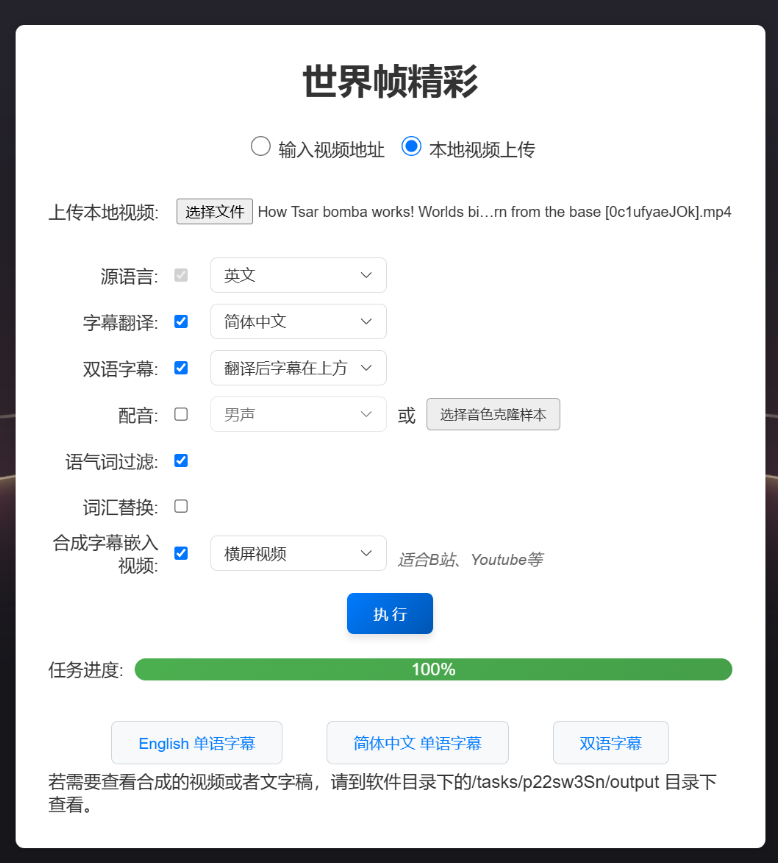 世界帧精彩
输入视频地址 本地视频上传
上传本地视频: 选择文件 How Tsar bomba works! Worlds bi...rn from the base [0c1ufyaeJOk].mp4
源语言: 英文
字幕翻译: 简体中文
双语字幕: 翻译后字幕在上方
配音: 男声 或 选择音色克隆样本
语气词过滤:
词汇替换:
合成字幕嵌入
视频: 横屏视频 适合B站、Youtube等
执 行
任务进度: 100%
English 单语字幕 简体中文 单语字幕 双语字幕
若需要查看合成的视频或者文字稿，请到软件目录下的/tasks/p22sw3Sn/output 目录下
查看。